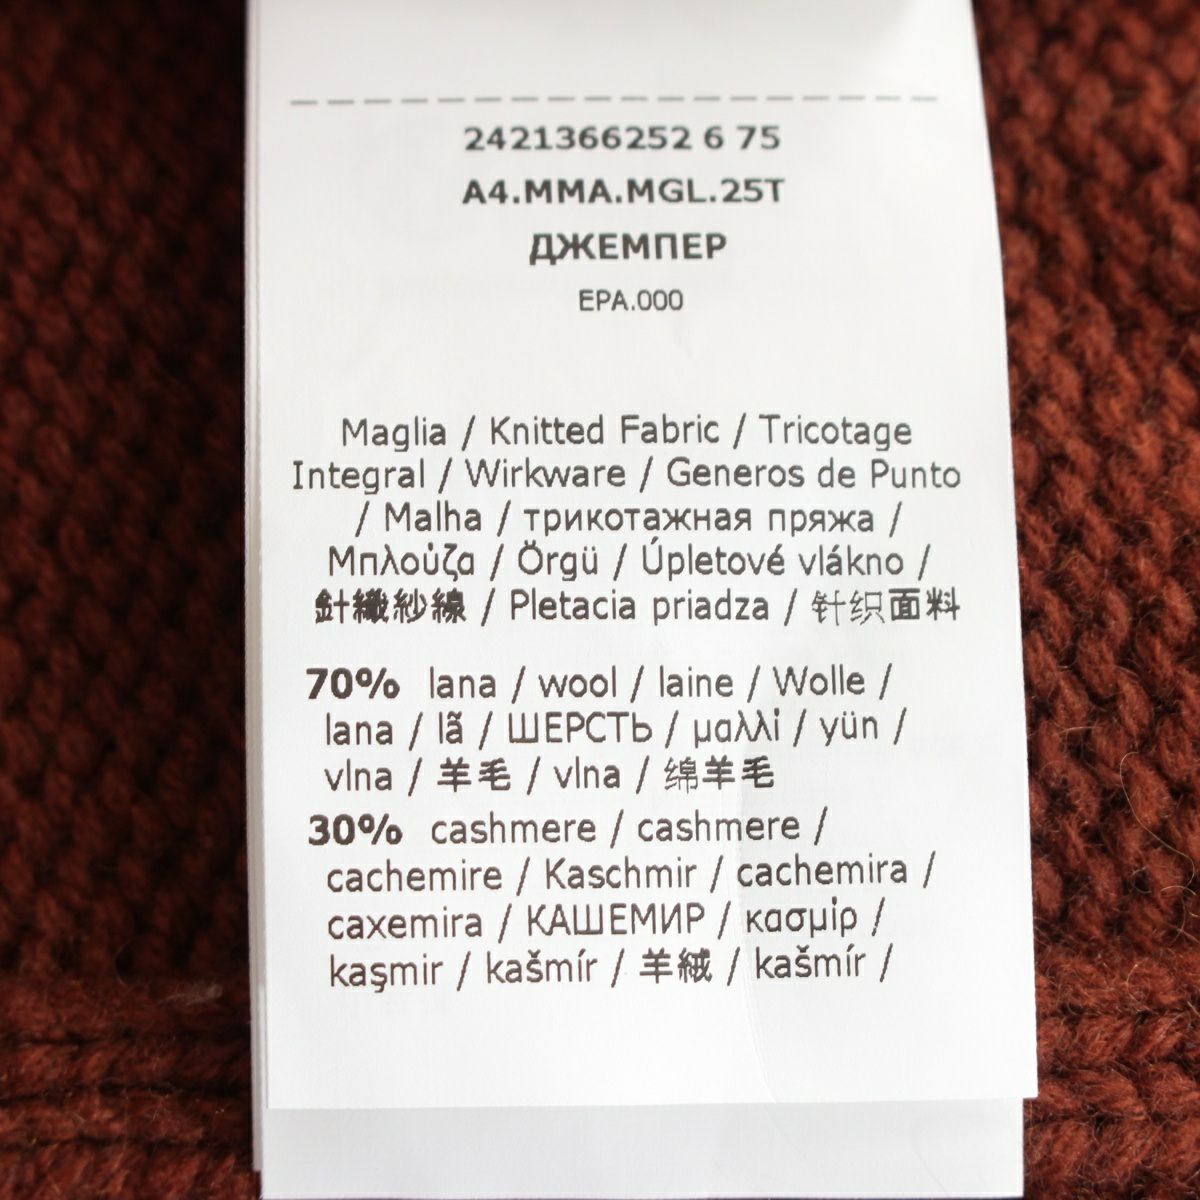 2421366252 6 75
A4.MMA.MGL.25T
ДЖЕМПЕР
EPA.000
Maglia / Knitted Fabric / Tricotage
Integral / Wirkware / Generos de Punto
/ Malha / трикотажная пряжа /
Μπλούζα / Örgü / Úpletové vlákno /
針織紗線 / Pletacia priadza / 针织面料
70% lana / wool / laine / Wolle /
lana / lã / ШЕРСТЬ / μαλλί / yün /
vlna / 羊毛 / vlna / 绵羊毛
30% cashmere / cashmere /
cachemire / Kaschmir / cachemira /
caxemira / КАШЕМИР / κασμίρ /
kaşmir / kašmír / 羊絨 / kašmír /